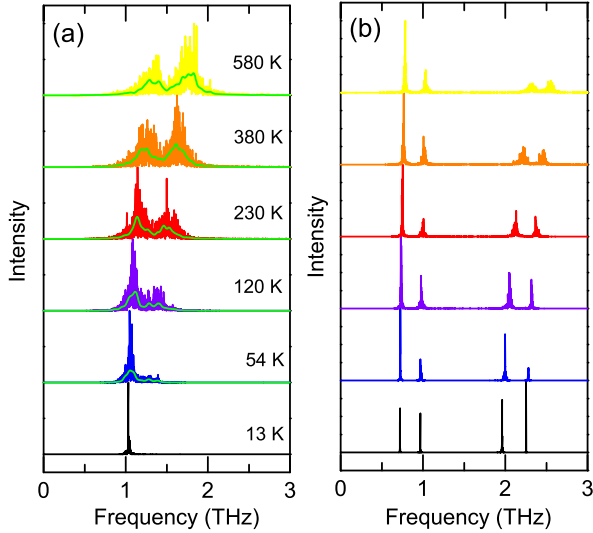 (a)
(b)
580 K
380 K
230 K
120 K
54 K
13 K
Intensity
Intensity
0 1 2 3
0 1 2 3
Frequency (THz)
Frequency (THz)